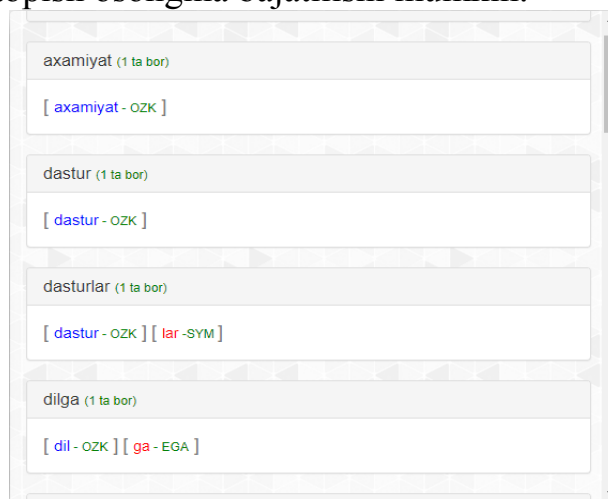 axamiyat (1 ta bor)
[ axamiyat - OZK ]
dastur (1 ta bor)
[ dastur - OZK ]
dasturlar (1 ta bor)
[ dastur - OZK ] [ lar -SYM ]
dilga (1 ta bor)
[ dil - OZK ] [ ga - EGA ]